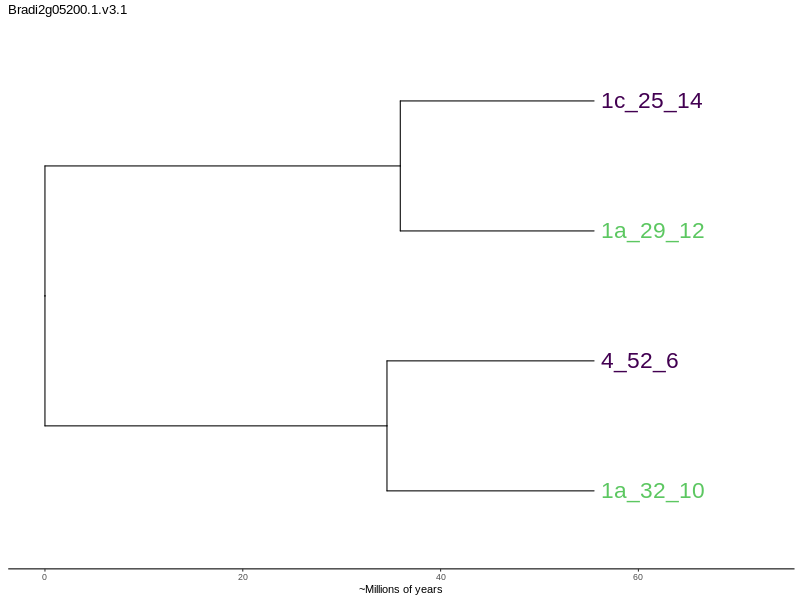 Bradi2g05200.1.v3.1
1c_25_14
1a_29_12
4_52_6
1a_32_10
0 20 40 60
~Millions of years